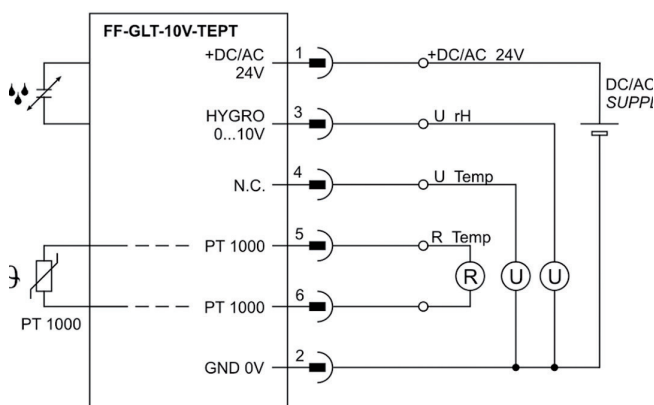 FF-GLT-10V-TEPT
+DC/AC 24V
1
+DC/AC 24V
DC/AC
SUPPL
HYGRO 0...10V
3
U rH
N.C.
4
U Temp
PT 1000
5
R Temp
R
U
U
PT 1000
PT 1000
6
GND 0V
2